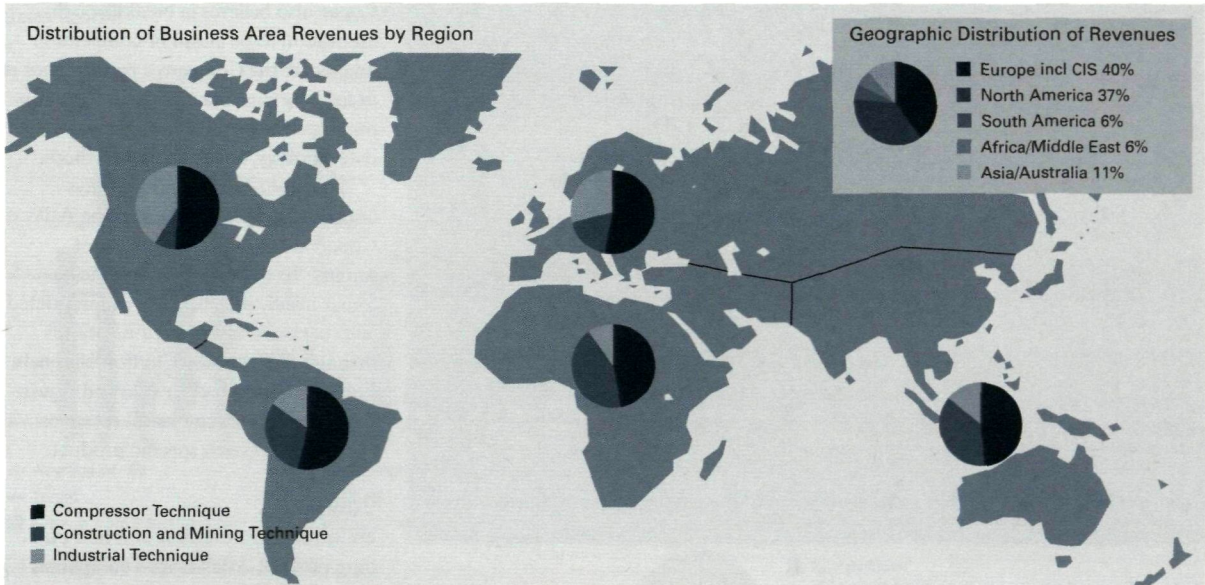 Distribution of Business Area Revenues by Region
Geographic Distribution of Revenues
Europe incl CIS 40%
North America 37%
South America 6%
Africa/Middle East 6%
Asia/Australia 11%
Compressor Technique
Construction and Mining Technique
Industrial Technique